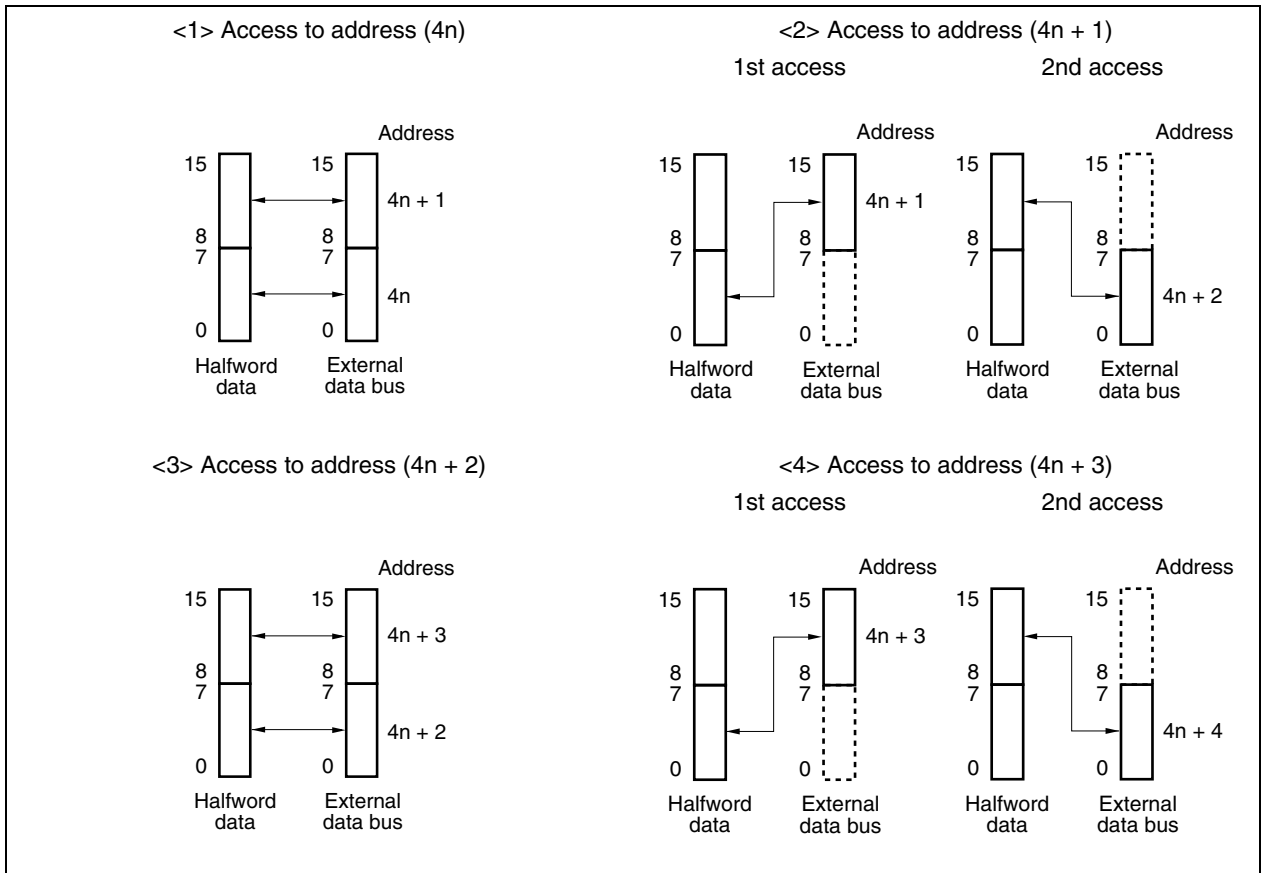 <1> Access to address (4n)
Address
15 15
4n + 1
8 8
7 7
4n
0 0
Halfword data
External data bus
<2> Access to address (4n + 1)
1st access
Address
15 15
4n + 1
8 8
7 7
0 0
Halfword data
External data bus
2nd access
Address
15 15
8 8
7 7
4n + 2
0 0
Halfword data
External data bus
<3> Access to address (4n + 2)
Address
15 15
4n + 3
8 8
7 7
4n + 2
0 0
Halfword data
External data bus
<4> Access to address (4n + 3)
1st access
Address
15 15
4n + 3
8 8
7 7
0 0
Halfword data
External data bus
2nd access
Address
15 15
8 8
7 7
4n + 4
0 0
Halfword data
External data bus